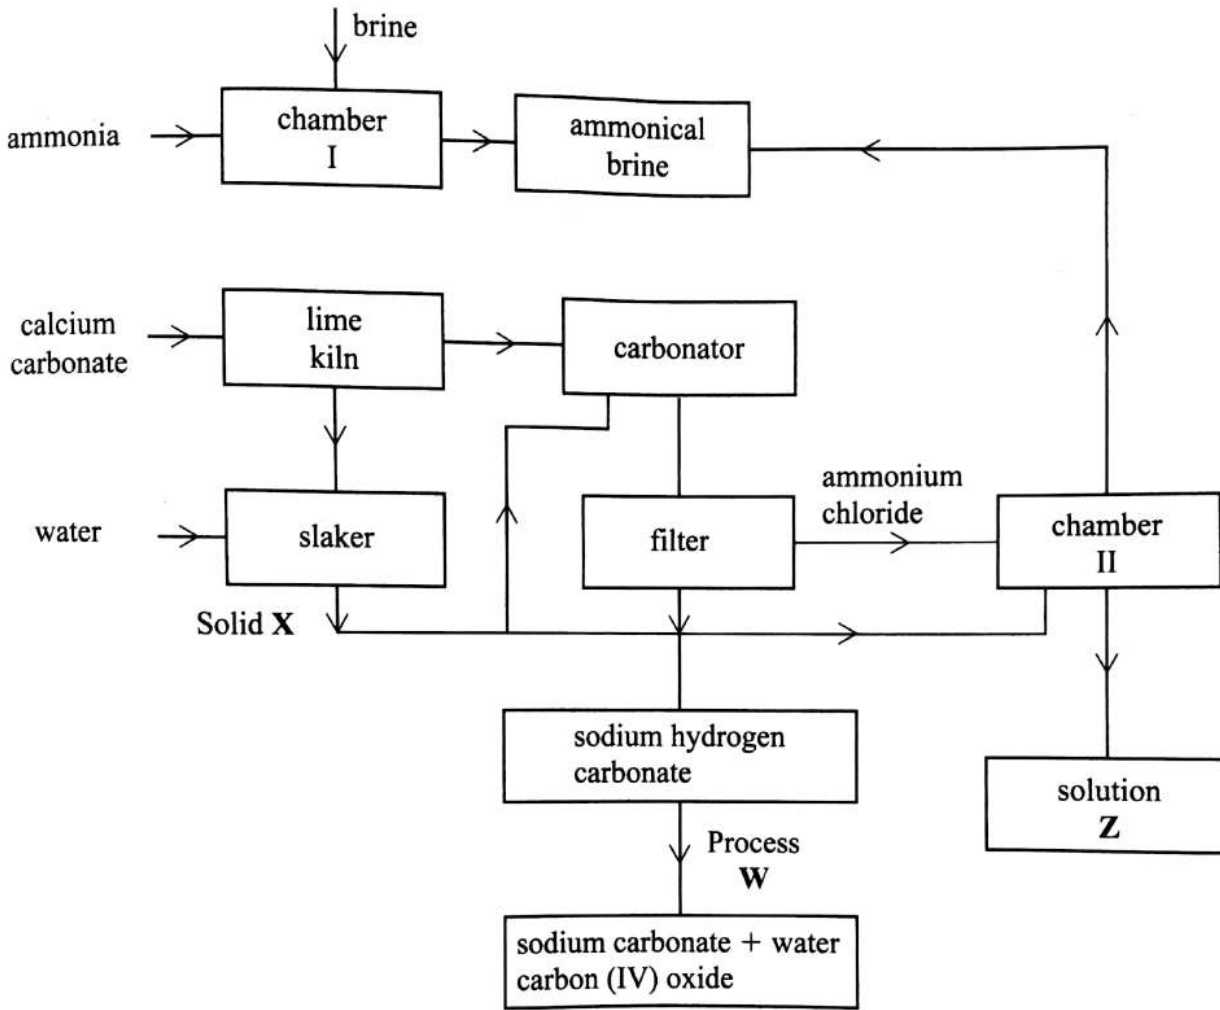 brine
ammonia
chamber
I
ammonical
brine
calcium
carbonate
lime
kiln
carbonator
water
slaker
filter
ammonium
chloride
chamber
II
Solid X
sodium hydrogen
carbonate
solution
Z
Process
W
sodium carbonate + water
carbon (IV) oxide